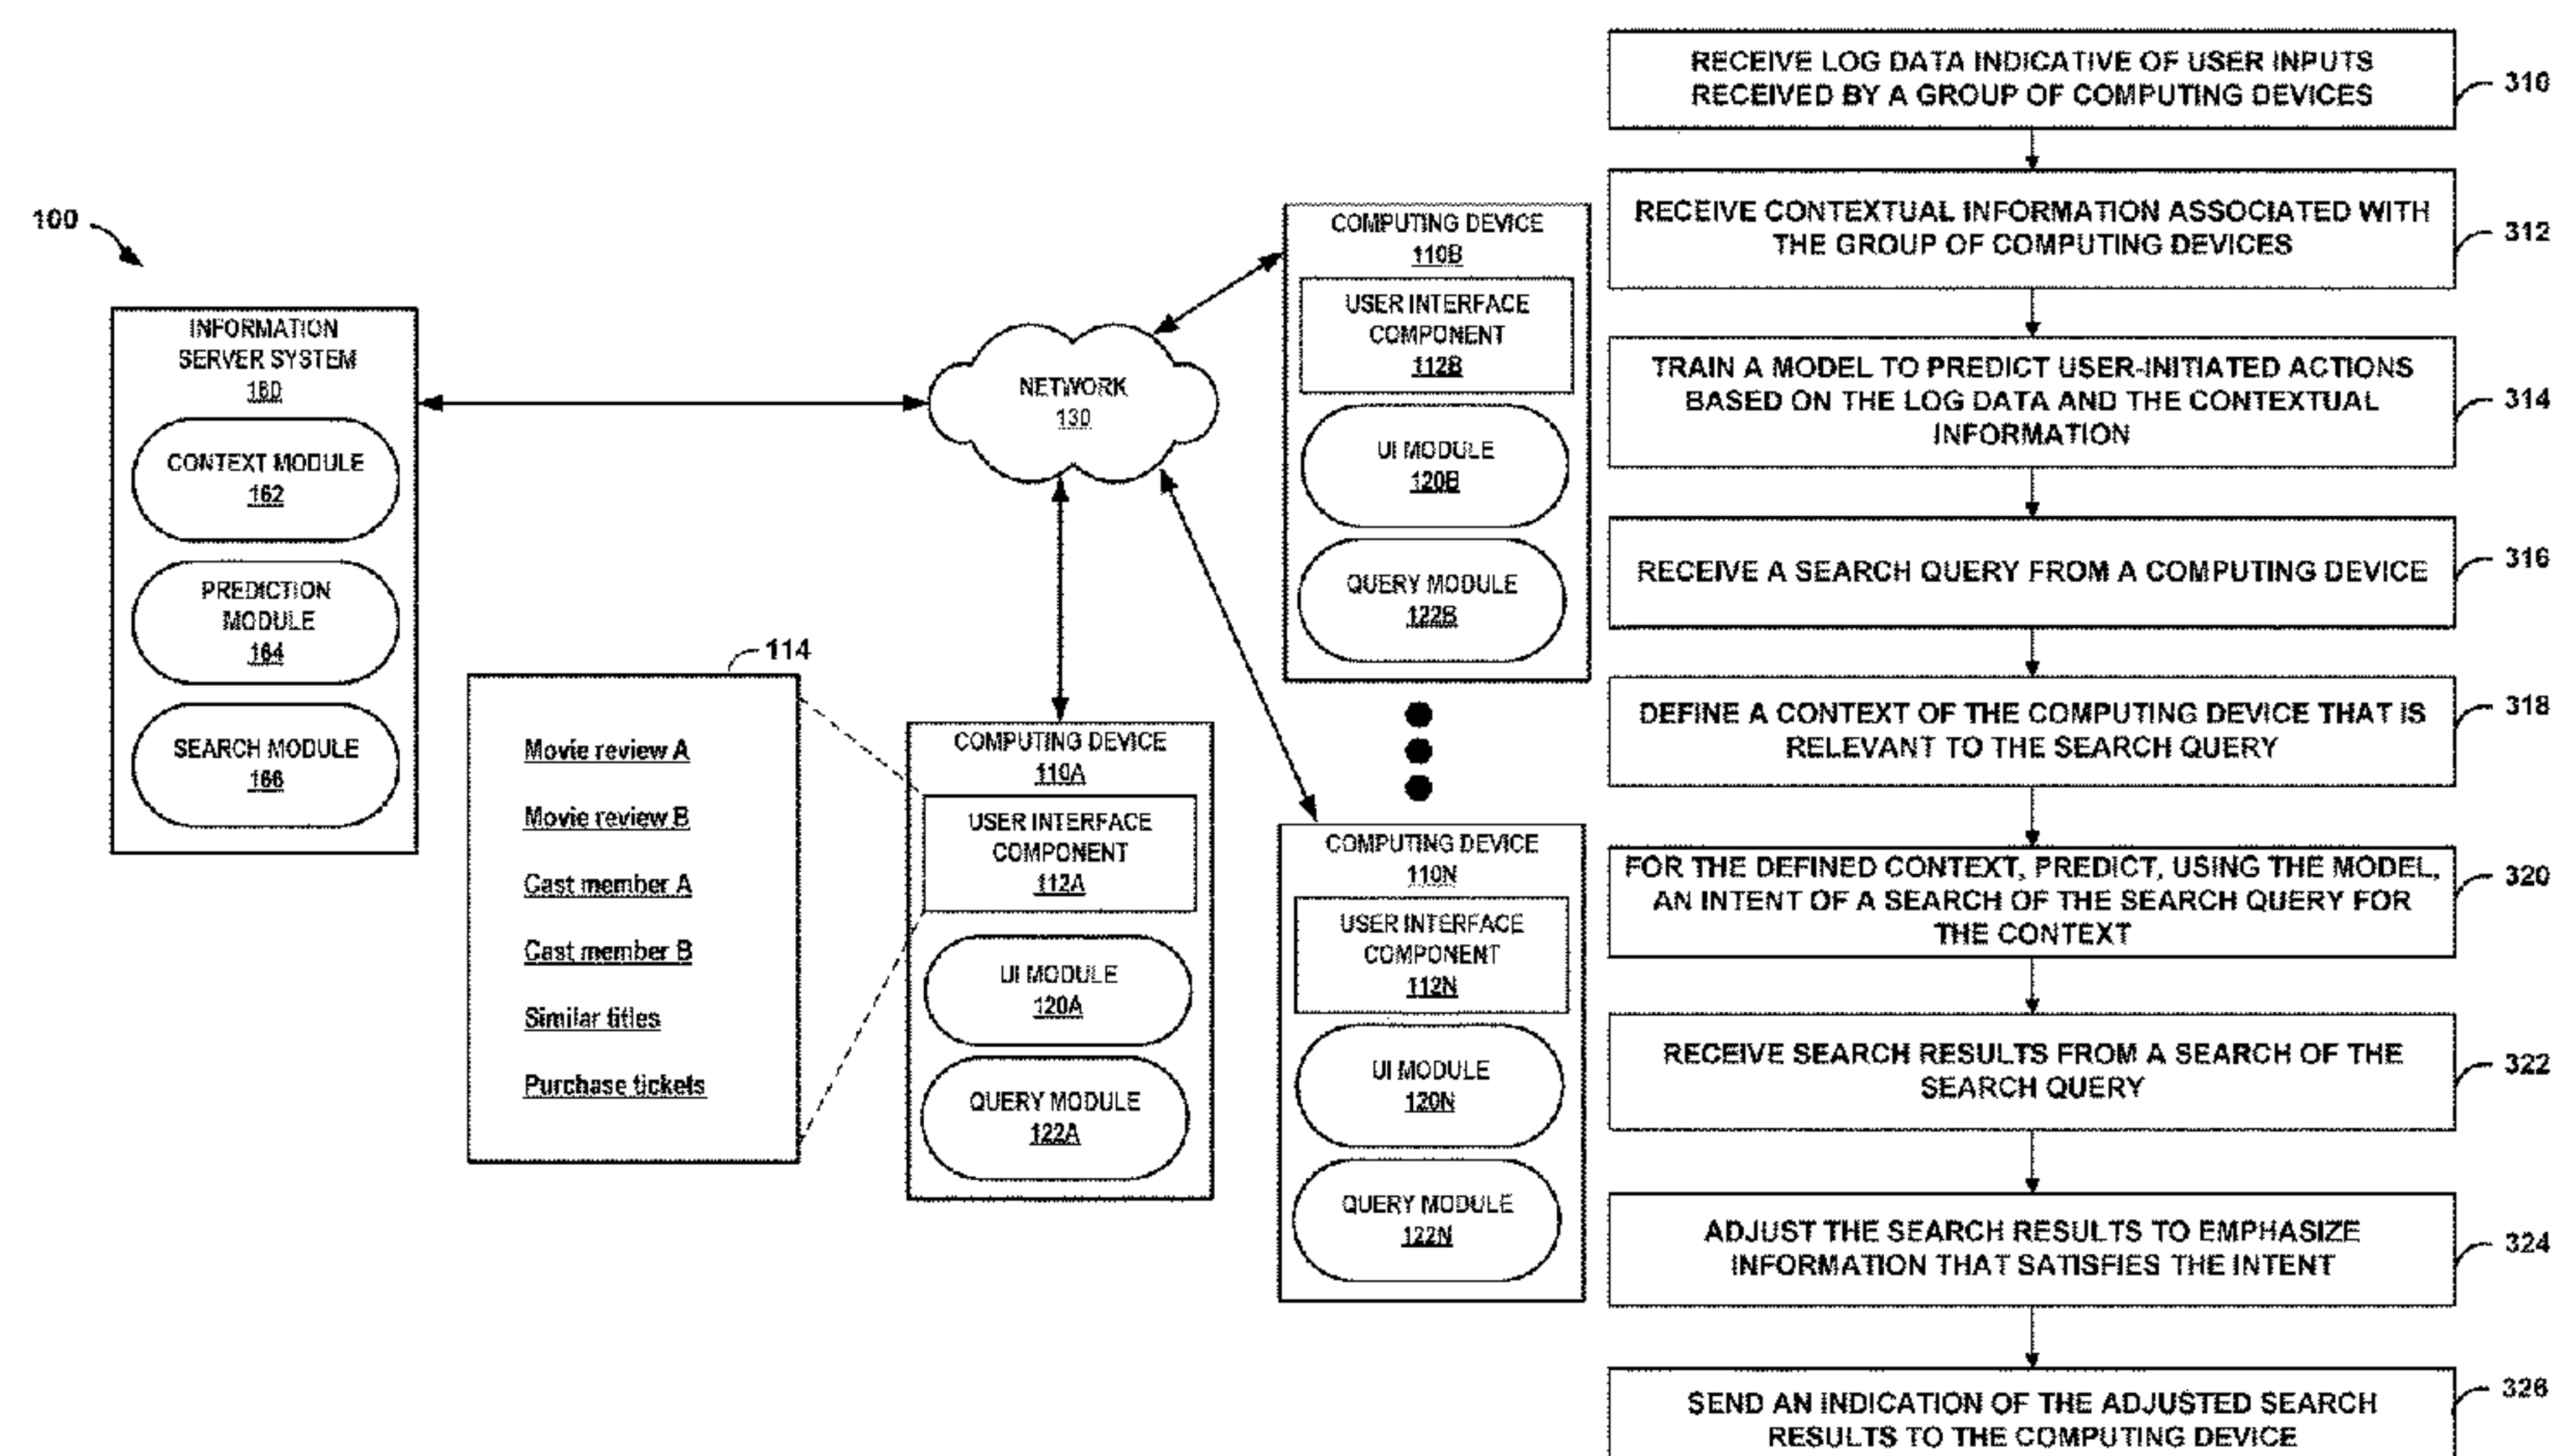 100
INFORMATION
SERVER SYSTEM
160
CONTEXT MODULE
162
PREDICTION
MODULE
164
SEARCH MODULE
166
NETWORK
130
114
Movie review A
Movie review B
Cast member A
Cast member B
Similar titles
Purchase tickets
COMPUTING DEVICE
110A
USER INTERFACE
COMPONENT
112A
UI MODULE
120A
QUERY MODULE
122A
COMPUTING DEVICE
110B
USER INTERFACE
COMPONENT
112B
UI MODULE
120B
QUERY MODULE
122B
COMPUTING DEVICE
110N
USER INTERFACE
COMPONENT
112N
UI MODULE
120N
QUERY MODULE
122N
RECEIVE LOG DATA INDICATIVE OF USER INPUTS
RECEIVED BY A GROUP OF COMPUTING DEVICES
310
RECEIVE CONTEXTUAL INFORMATION ASSOCIATED WITH
THE GROUP OF COMPUTING DEVICES
312
TRAIN A MODEL TO PREDICT USER-INITIATED ACTIONS
BASED ON THE LOG DATA AND THE CONTEXTUAL
INFORMATION
314
RECEIVE A SEARCH QUERY FROM A COMPUTING DEVICE
316
DEFINE A CONTEXT OF THE COMPUTING DEVICE THAT IS
RELEVANT TO THE SEARCH QUERY
318
FOR THE DEFINED CONTEXT, PREDICT, USING THE MODEL,
AN INTENT OF A SEARCH OF THE SEARCH QUERY FOR
THE CONTEXT
320
RECEIVE SEARCH RESULTS FROM A SEARCH OF THE
SEARCH QUERY
322
ADJUST THE SEARCH RESULTS TO EMPHASIZE
INFORMATION THAT SATISFIES THE INTENT
324
SEND AN INDICATION OF THE ADJUSTED SEARCH
RESULTS TO THE COMPUTING DEVICE
326